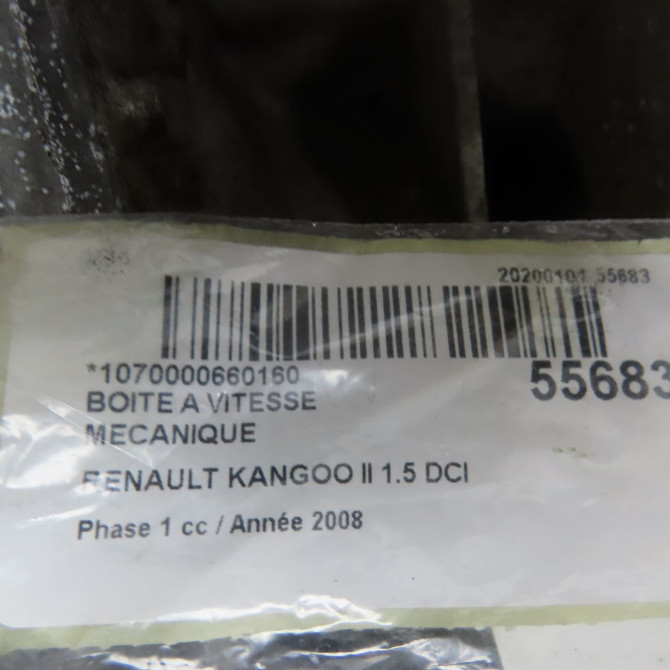 20200101 55683
*1070000660160
55683
BOITE A VITESSE
MECANIQUE
RENAULT KANGOO II 1.5 DCI
Phase 1 cc / Année 2008